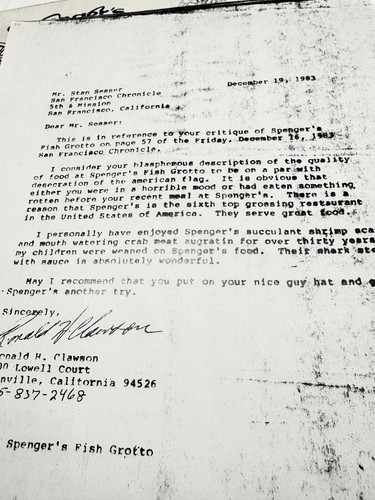 December 19, 1983
Mr. Stan Sesser
San Francisco Chronicle
5th & Mission
San Francisco, California
Dear Mr. Sesser:
This is in reference to your critique of Spenger's
Fish Grotto on page 57 of the Friday, December 16, 1983
San Francisco Chronicle.
I consider your blasphemous description of the quality
of food at Spenger's Fish Grotto to be on a par with
desecration of the american flag. It is obvious that
either you were in a horrible mood or had eaten something
rotten before your recent meal at Spenger's. There is a
reason that Spenger's is the sixth top grossing restaurant
in the United States of America. They serve great food.
I personally have enjoyed Spenger's succulant shrimp sca
and mouth watering crab meat augratin for over thirty years
my children were weaned on Spenger's food. Their shark ste
with sauce is absolutely wonderful.
May I recommend that you put on your nice guy hat and g
Spenger's another try.
Sincerely,
Ronald H Clawson
onald H. Clawson
00 Lowell Court
nville, California 94526
5-837-2468
Spenger's Fish Grotto